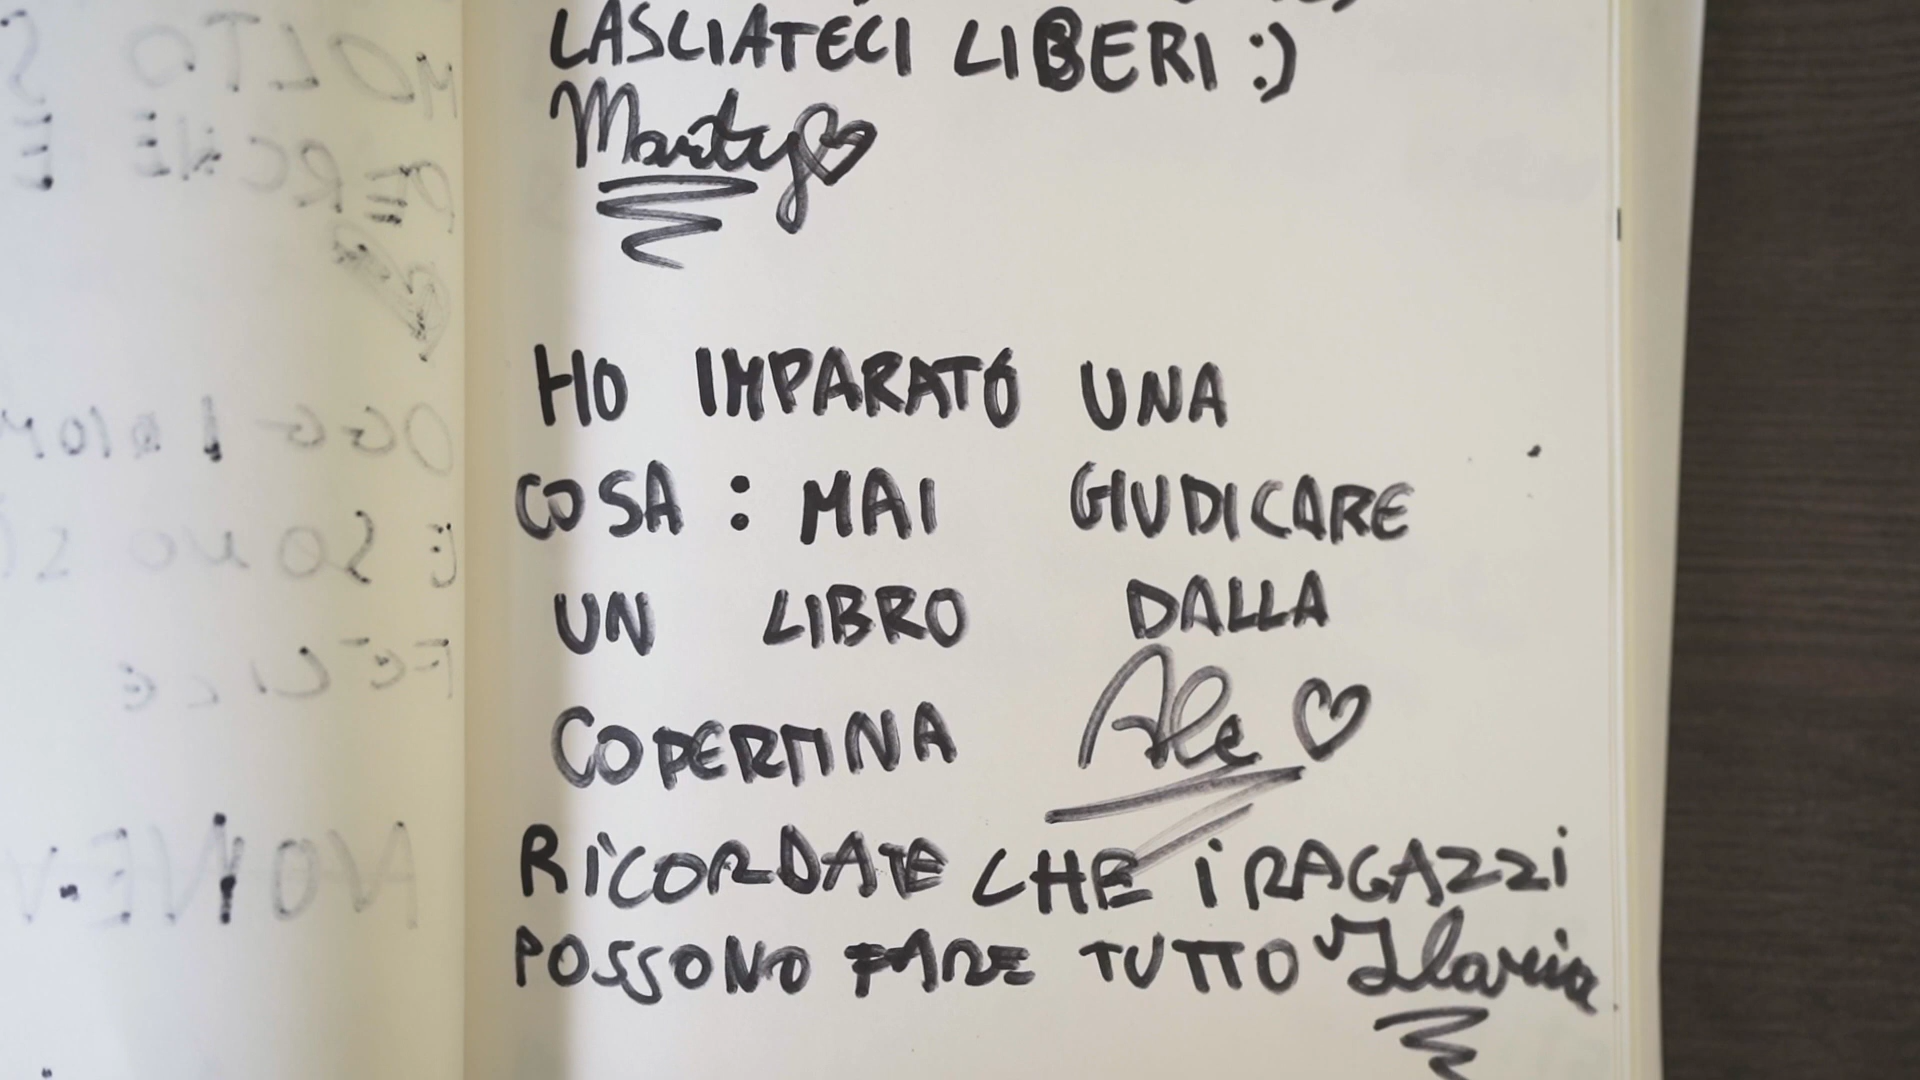 LASCIATECI LIBERI :)
Marty
HO IMPARATO UNA
COSA : MAI GIUDICARE
UN LIBRO DALLA
COPERTINA Ale
RICORDATE CHE i RAGAZZi
POSSONO FARE TUTTO Ilaria